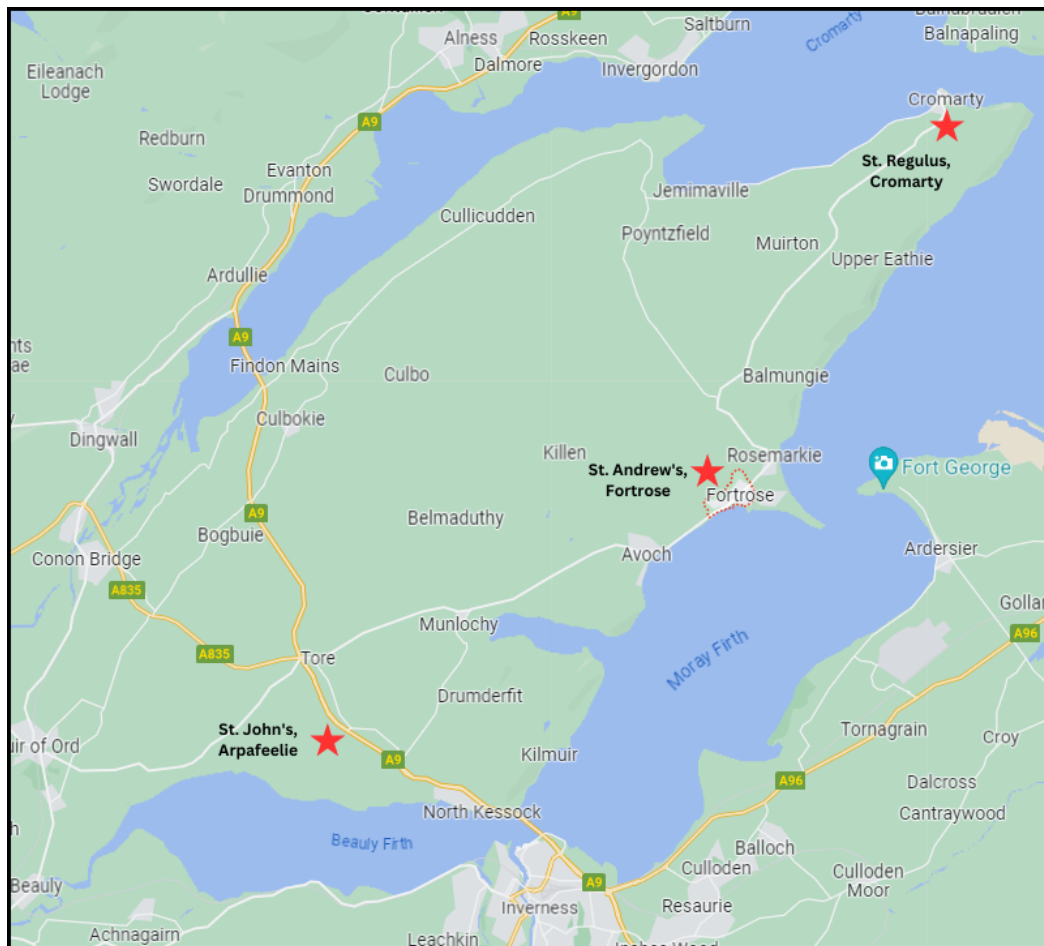 A9
Saltburn
Balnapaling
Alness
Rosskeen
Cromarty
Dalmore
Invergordon
Eileanach
Lodge
Cromarty
A9
Redburn
St. Regulus,
Cromarty
Evanton
Swordale
Drummond
Jemimaville
Cullicudden
Poyntzfield
Muirton
Upper Eathie
Ardullie
A9
Findon Mains
Culbo
Balmungie
Culbokie
Dingwall
Killen
Rosemarkie
St. Andrew's,
Fortrose
Fort George
Fortrose
A9
Belmaduthy
Bogbuie
Avoch
Ardersier
Conon Bridge
A835
Munlochy
A96
A835
Tore
Moray Firth
Drumderfit
St. John's,
Arpafeelie
Tornagrain
Croy
Kilmuir
A9
A96
Dalcross
North Kessock
Cantraywood
Beauly Firth
Balloch
Culloden
Culloden
Moor
A9
Beauly
Inverness
Resaurie
Achnagairn
Leachkin